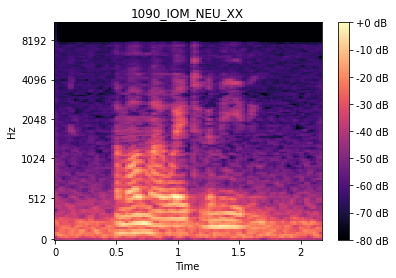 1090_IOM_NEU_XX
Hz
8192
4096
2048
1024
512
0
0
0.5
1
1.5
2
Time
+0 dB
-10 dB
-20 dB
-30 dB
-40 dB
-50 dB
-60 dB
-70 dB
-80 dB